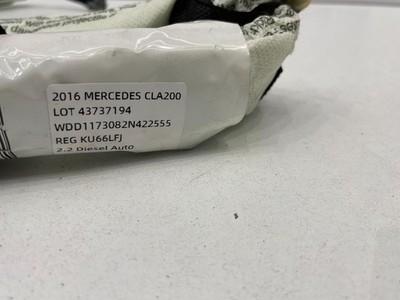 2016 MERCEDES CLA200
LOT 43737194
WDD1173082N422555
REG KU66LFJ
2.2 Diesel Auto